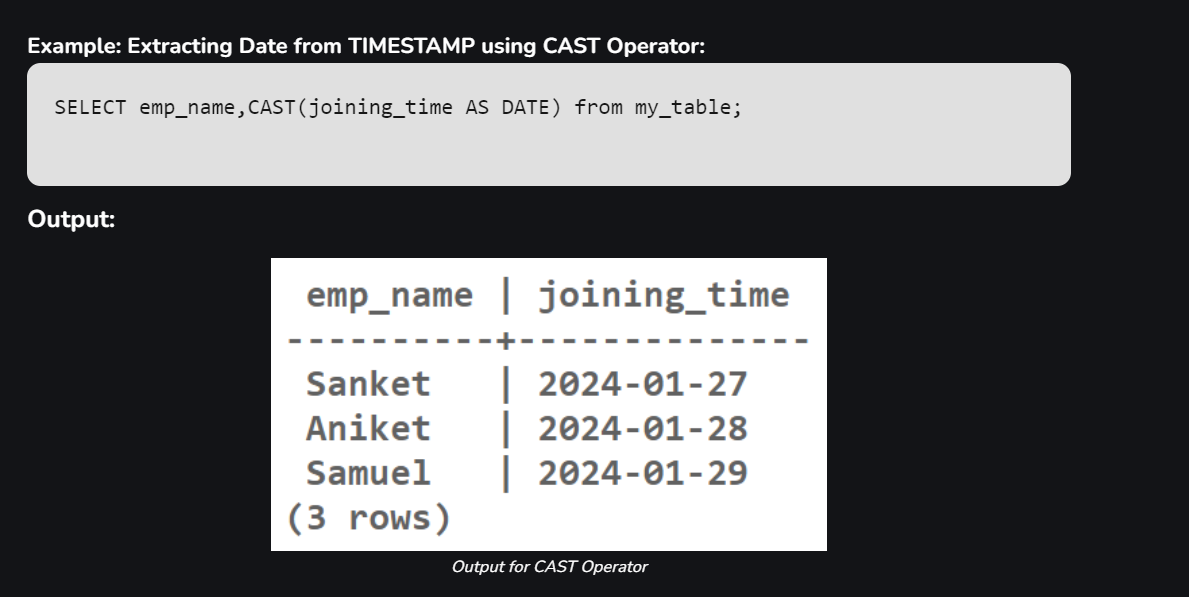 Example: Extracting Date from TIMESTAMP using CAST Operator:
SELECT emp_name,CAST(joining_time AS DATE) from my_table;
Output:
emp_name | joining_time
----------+--------------
Sanket | 2024-01-27
Aniket | 2024-01-28
Samuel | 2024-01-29
(3 rows)
Output for CAST Operator